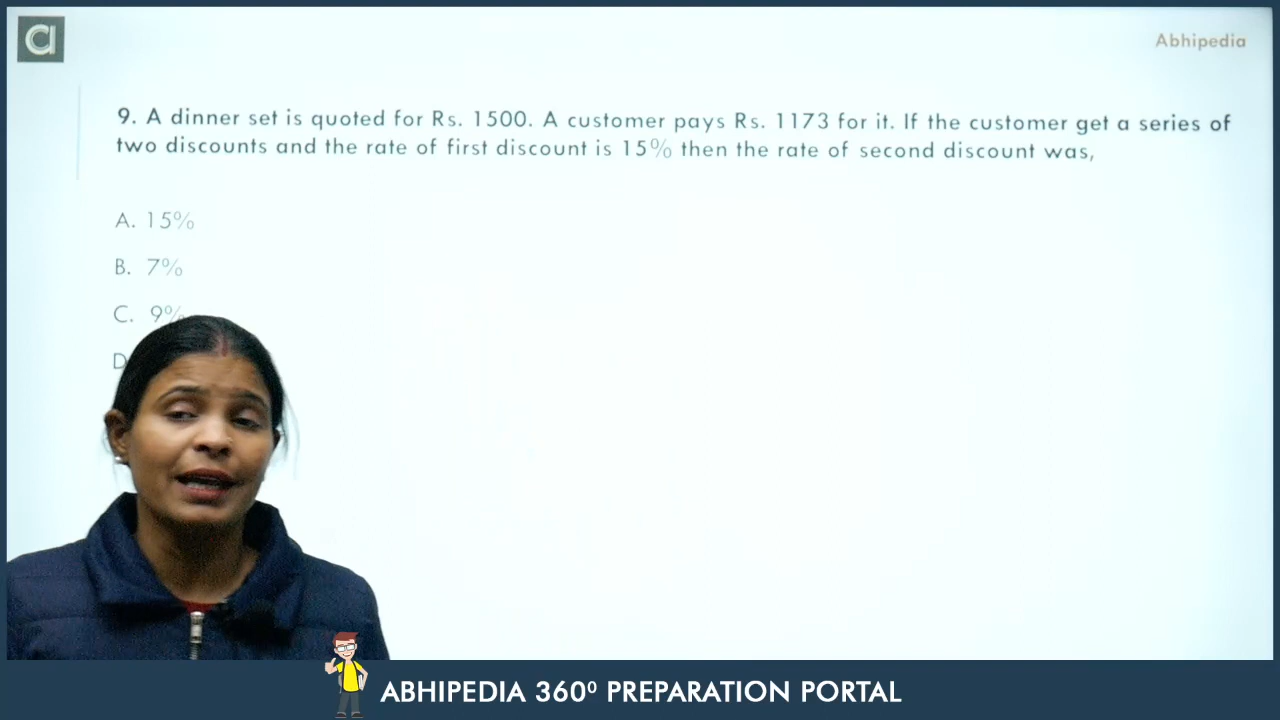 Abhipedia
9. A dinner set is quoted for Rs. 1500. A customer pays Rs. 1173 for it. If the customer get a series of
two discounts and the rate of first discount is 15% then the rate of second discount was,
A. 15%
B. 7%
C. 9%
D
ABHIPEDIA 360⁰ PREPARATION PORTAL